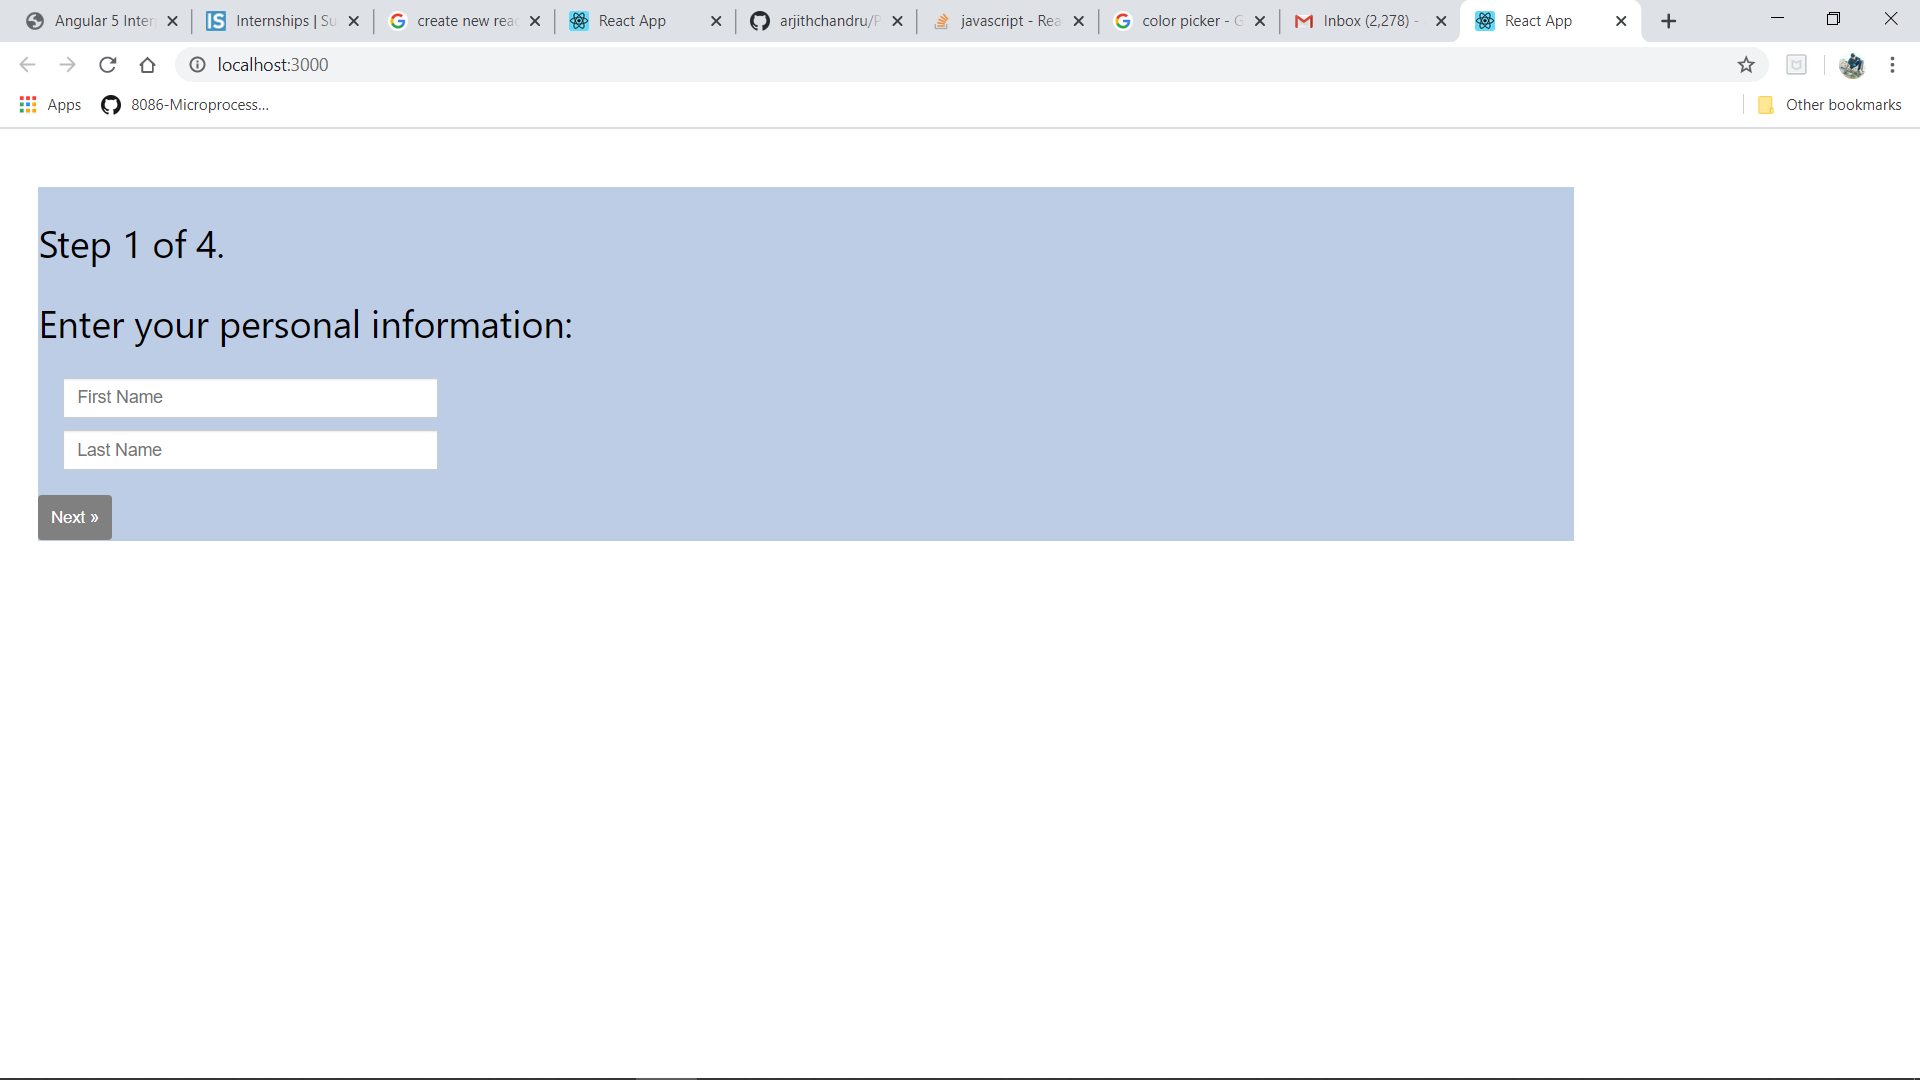 Angular 5 Inter
IS Internships | Su
create new reac
React App
arjithchandru/P
javascript - Rea
color picker - G
Inbox (2,278) -
React App
localhost:3000
Apps
8086-Microprocess...
Other bookmarks
Step 1 of 4.
Enter your personal information:
First Name
Last Name
Next »